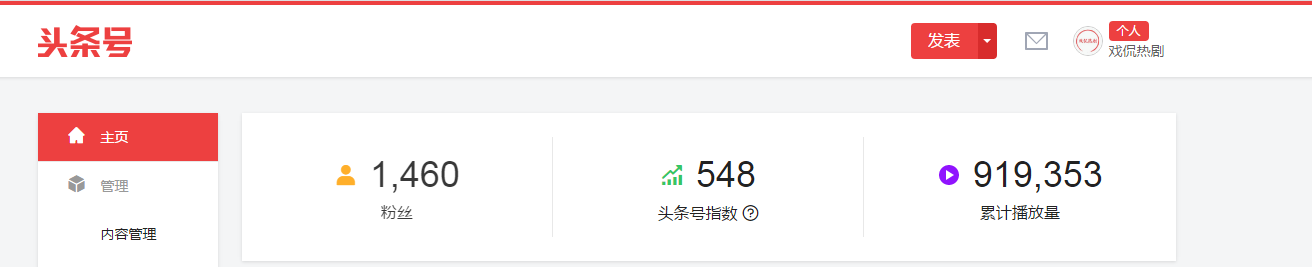 头条号
发表
个人
戏侃热剧
主页
管理
内容管理
1,460
粉丝
548
头条号指数 ?
919,353
累计播放量